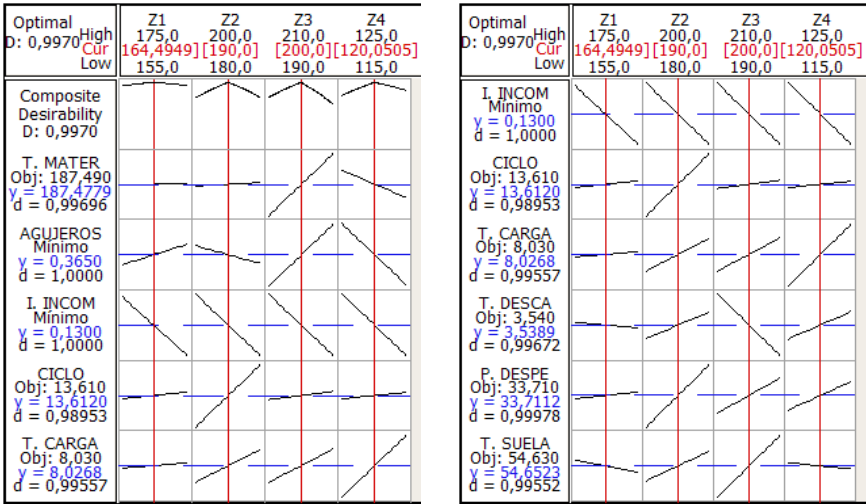 Optimal
D: 0,9970
High
Cur
Low
Z1
175,0
164,4949]
155,0
Z2
200,0
[190,0]
180,0
Z3
210,0
[200,0]
190,0
Z4
125,0
[120,0505]
115,0
Composite
Desirability
D: 0,9970
T. MATER
Obj: 187,490
y = 187,4779
d = 0,99696
AGUJEROS
Mínimo
y = 0,3650
d = 1,0000
I. INCOM
Mínimo
y = 0,1300
d = 1,0000
CICLO
Obj: 13,610
y = 13,6120
d = 0,98953
T. CARGA
Obj: 8,030
y = 8,0268
d = 0,99557
Optimal
D: 0,9970
High
Cur
Low
Z1
175,0
164,4949]
155,0
Z2
200,0
[190,0]
180,0
Z3
210,0
[200,0]
190,0
Z4
125,0
[120,0505]
115,0
I. INCOM
Mínimo
y = 0,1300
d = 1,0000
CICLO
Obj: 13,610
y = 13,6120
d = 0,98953
T. CARGA
Obj: 8,030
y = 8,0268
d = 0,99557
T. DESCA
Obj: 3,540
y = 3,5389
d = 0,99672
P. DESPE
Obj: 33,710
y = 33,7112
d = 0,99978
T. SUELA
Obj: 54,630
y = 54,6523
d = 0,99552